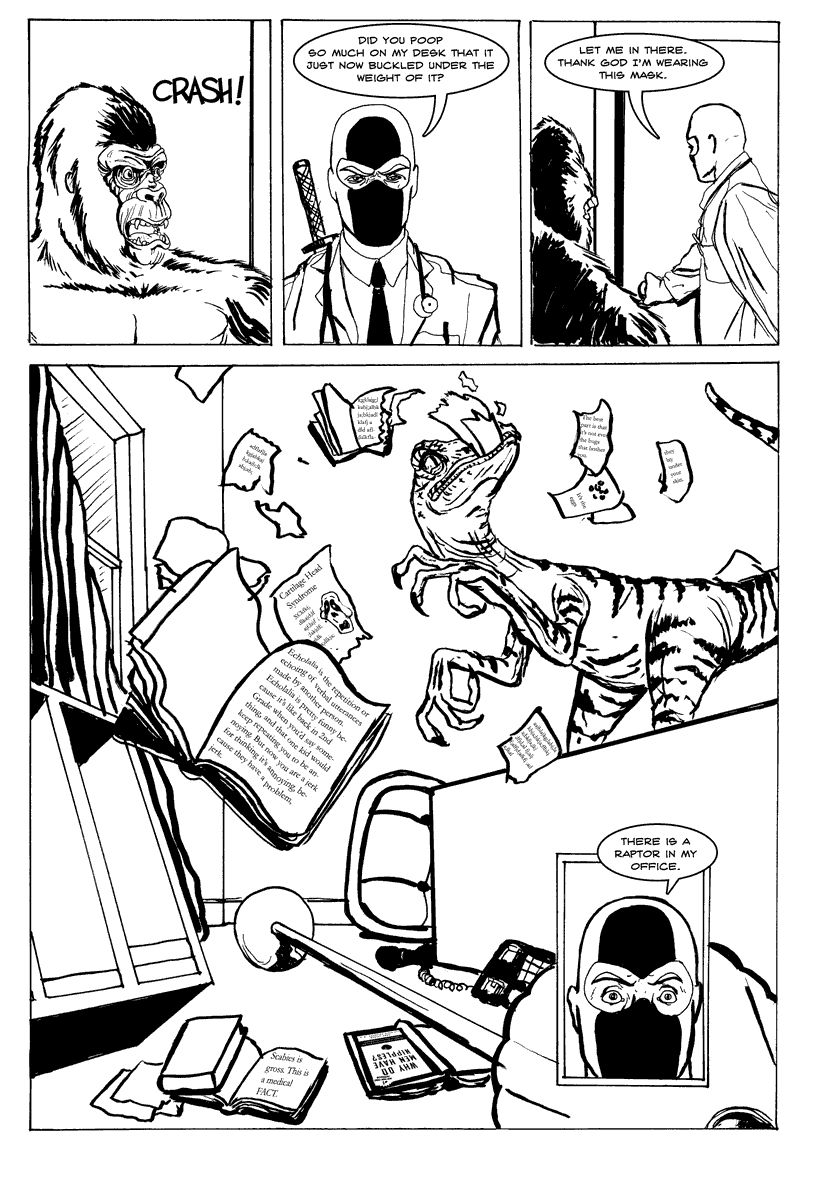 CRASH!
DID YOU POOP
SO MUCH ON MY DESK THAT IT
JUST NOW BUCKLED UNDER THE
WEIGHT OF IT?
LET ME IN THERE.
THANK GOD I'M WEARING
THIS MASK.
The best
part is that
it's not even
the bugs
that bother
you.
It's the
eggs
they
lay
under
your
skin.
Cartilage Head
Syndrome
Echolalia is the repetition or
echoing of verbal utterances
made by another person.
Echolalia is pretty funny be-
cause it's like back in 2nd
Grade when you'd say some-
thing, and that one kid would
keep repeating you to be an-
noying. But now you are a jerk
for thinking it's annoying, be-
cause they have a problem,
jerk.
THERE IS A
RAPTOR IN MY
OFFICE.
Scabies is
gross. This is
a medical
FACT.
WHY DO
MEN HAVE
NIPPLES?